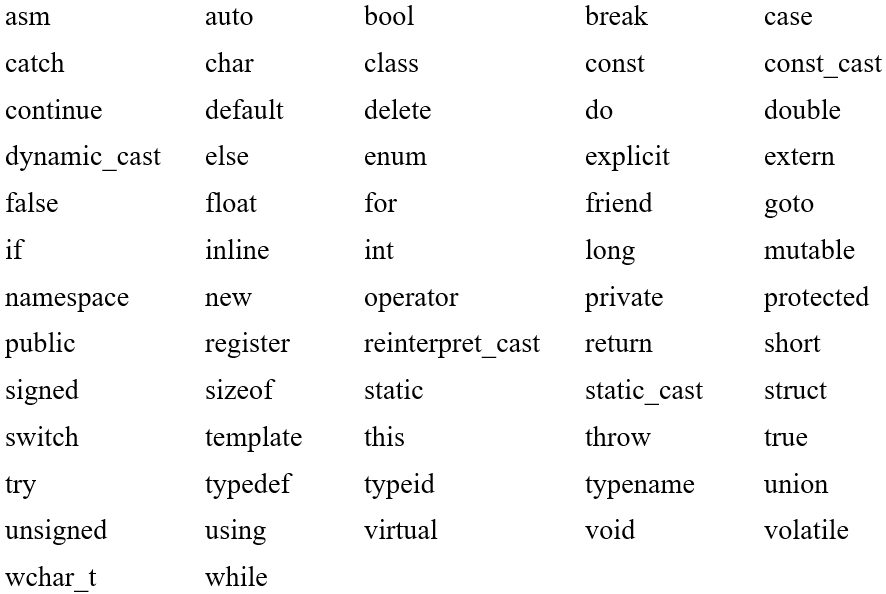 asm auto bool break case
catch char class const const_cast
continue default delete do double
dynamic_cast else enum explicit extern
false float for friend goto
if inline int long mutable
namespace new operator private protected
public register reinterpret_cast return short
signed sizeof static static_cast struct
switch template this throw true
try typedef typeid typename union
unsigned using virtual void volatile
wchar_t while